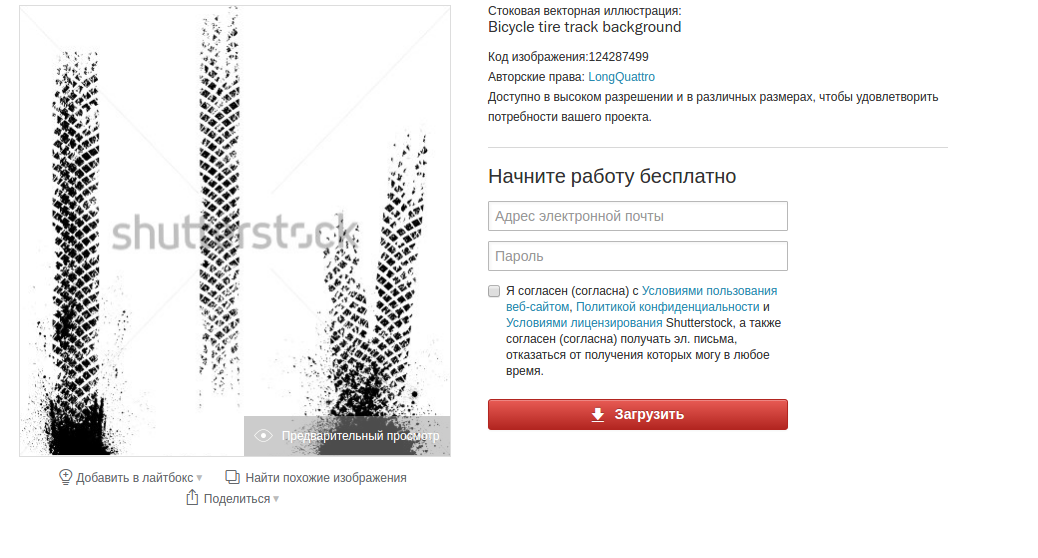 shutterstock
Предварительный просмотр
Добавить в лайтбокс
Найти похожие изображения
Поделиться
Стоковая векторная иллюстрация:
Bicycle tire track background
Код изображения:124287499
Авторские права: LongQuattro
Доступно в высоком разрешении и в различных размерах, чтобы удовлетворить
потребности вашего проекта.
Начните работу бесплатно
Адрес электронной почты
Пароль
Я согласен (согласна) с Условиями пользования
веб-сайтом, Политикой конфиденциальности и
Условиями лицензирования Shutterstock, а также
согласен (согласна) получать эл. письма,
отказаться от получения которых могу в любое
время.
Загрузить